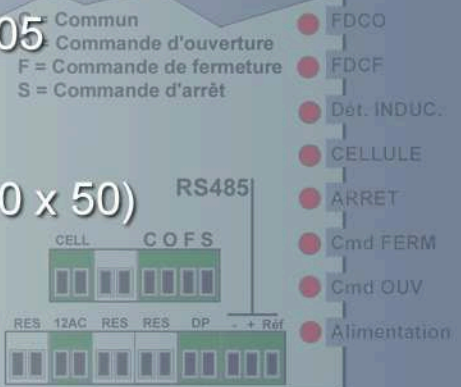 05
= Commun
Commande d'ouverture
F = Commande de fermeture
S = Commande d'arrêt
0 x 50)
RS485
CELL C O F S
RES 12AC RES RES DP - + Réf
FDCO
FDCF
Dét. INDUC.
CELLULE
ARRET
Cmd FERM
Cmd OUV
Alimentation